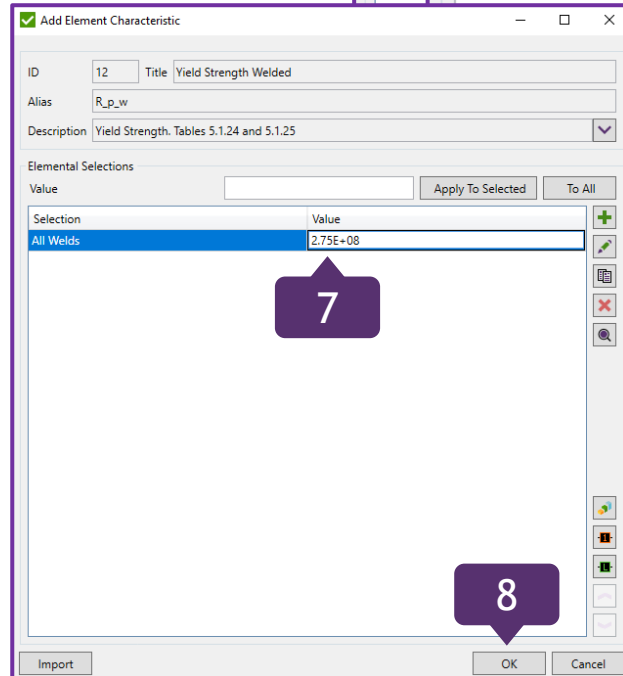 Add Element Characteristic
ID 12 Title Yield Strength Welded
Alias R_p_w
Description Yield Strength. Tables 5.1.24 and 5.1.25
Elemental Selections
Value Apply To Selected To All
Selection Value
All Welds 2.75E+08
7
1
L
8
Import OK Cancel